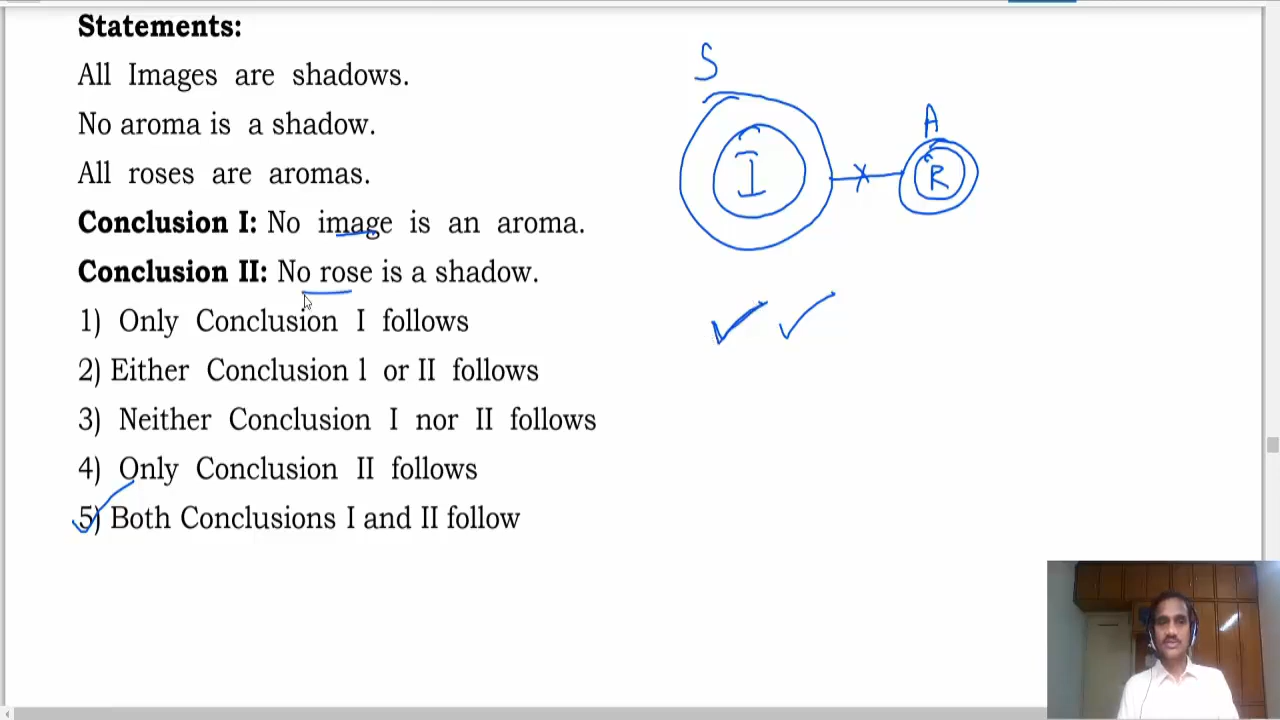 Statements:
All Images are shadows.
No aroma is a shadow.
All roses are aromas.
Conclusion I: No image is an aroma.
Conclusion II: No rose is a shadow.
1) Only Conclusion I follows
2) Either Conclusion l or II follows
3) Neither Conclusion I nor II follows
4) Only Conclusion II follows
5) Both Conclusions I and II follow
S
I
A
R